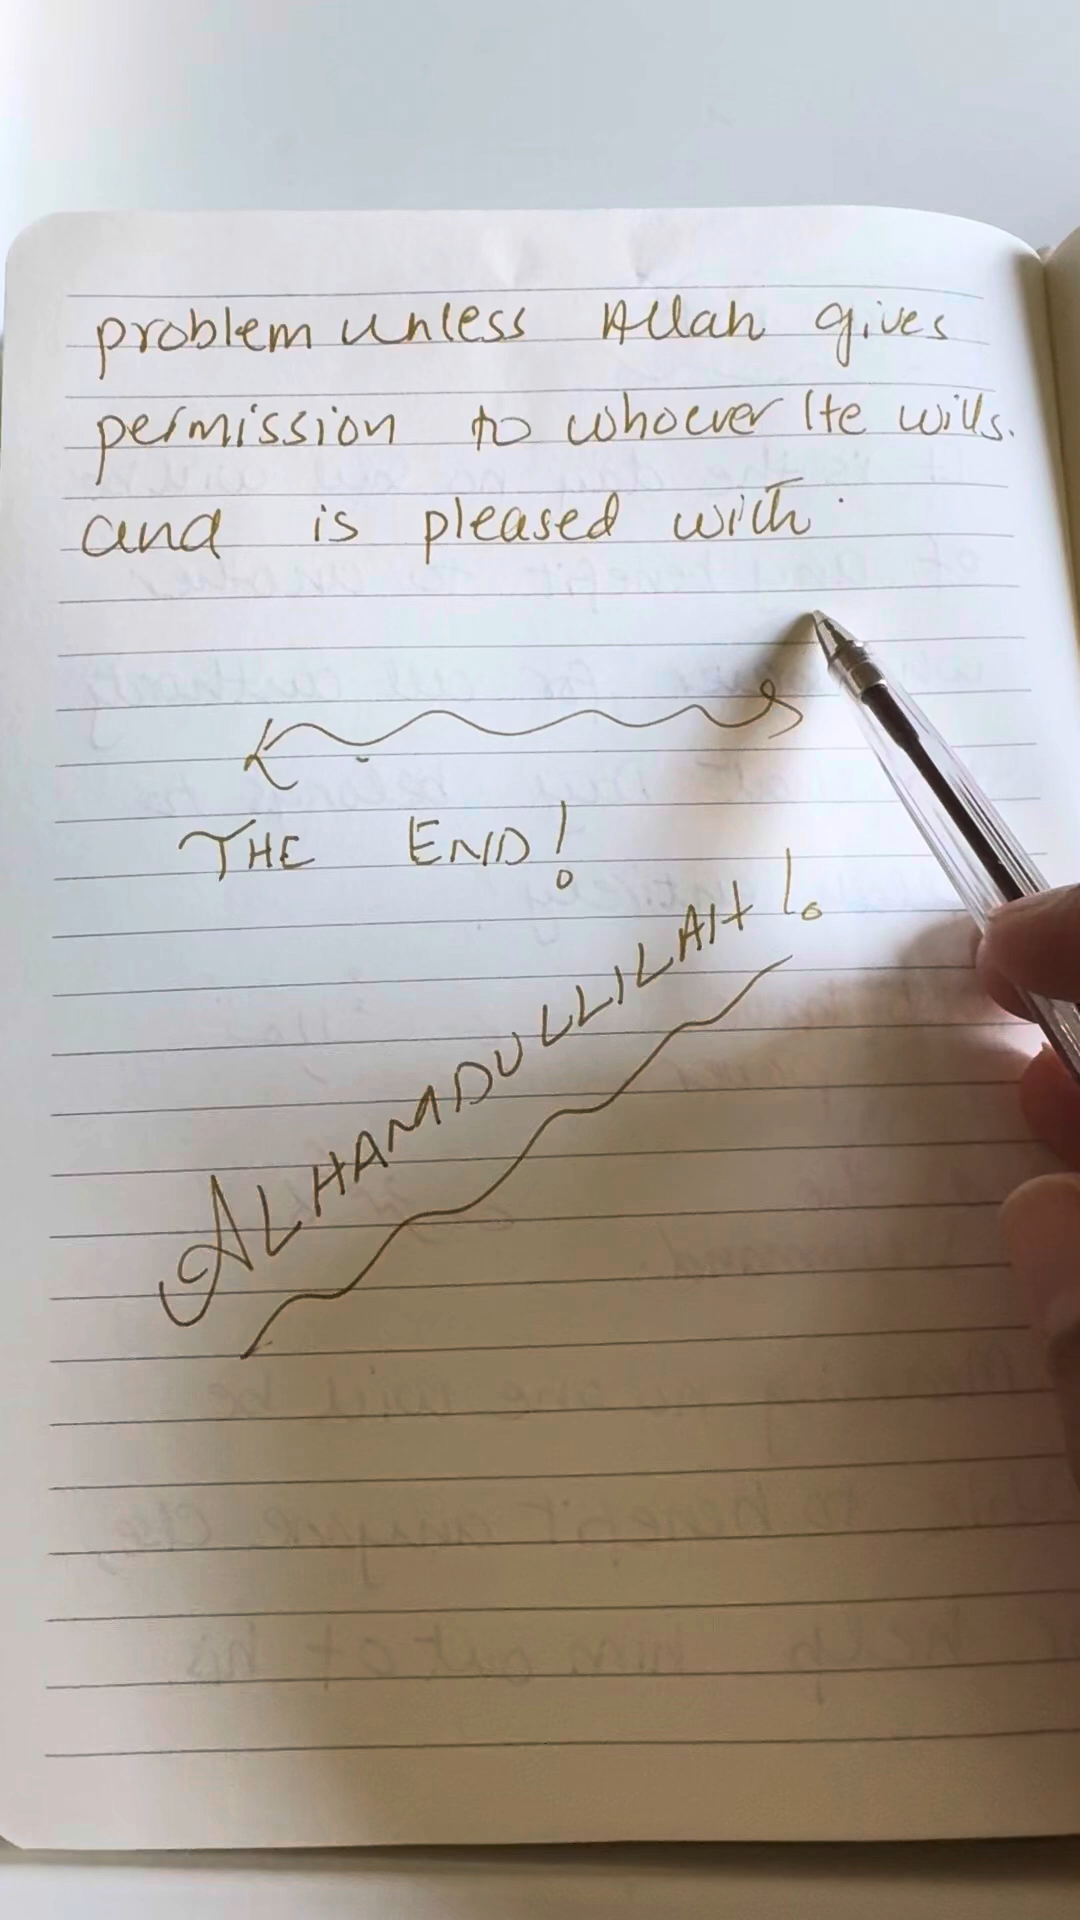 problem unless Allah gives
permission to whoever He wills.
and is pleased with.
THE END!
ALHAMDULLILAH!